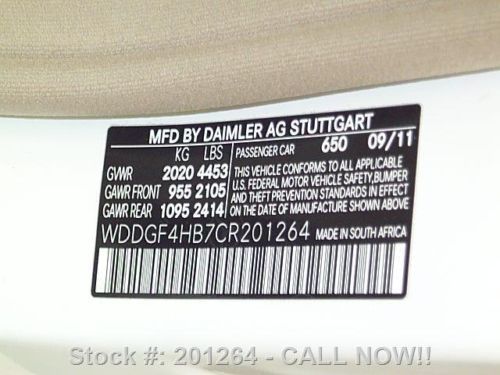 MFD BY DAIMLER AG STUTTGART
KG LBS PASSENGER CAR 650 09/11
GVWR 2020 4453 THIS VEHICLE CONFORMS TO ALL APPLICABLE
GAWR FRONT 955 2105 U.S. FEDERAL MOTOR VEHICLE SAFETY, BUMPER,
GAWR REAR 1095 2414 AND THEFT PREVENTION STANDARDS IN EFFECT
ON THE DATE OF MANUFACTURE SHOWN ABOVE.
WDDGF4HB7CR201264 MADE IN SOUTH AFRICA
Stock #: 201264 - CALL NOW!!